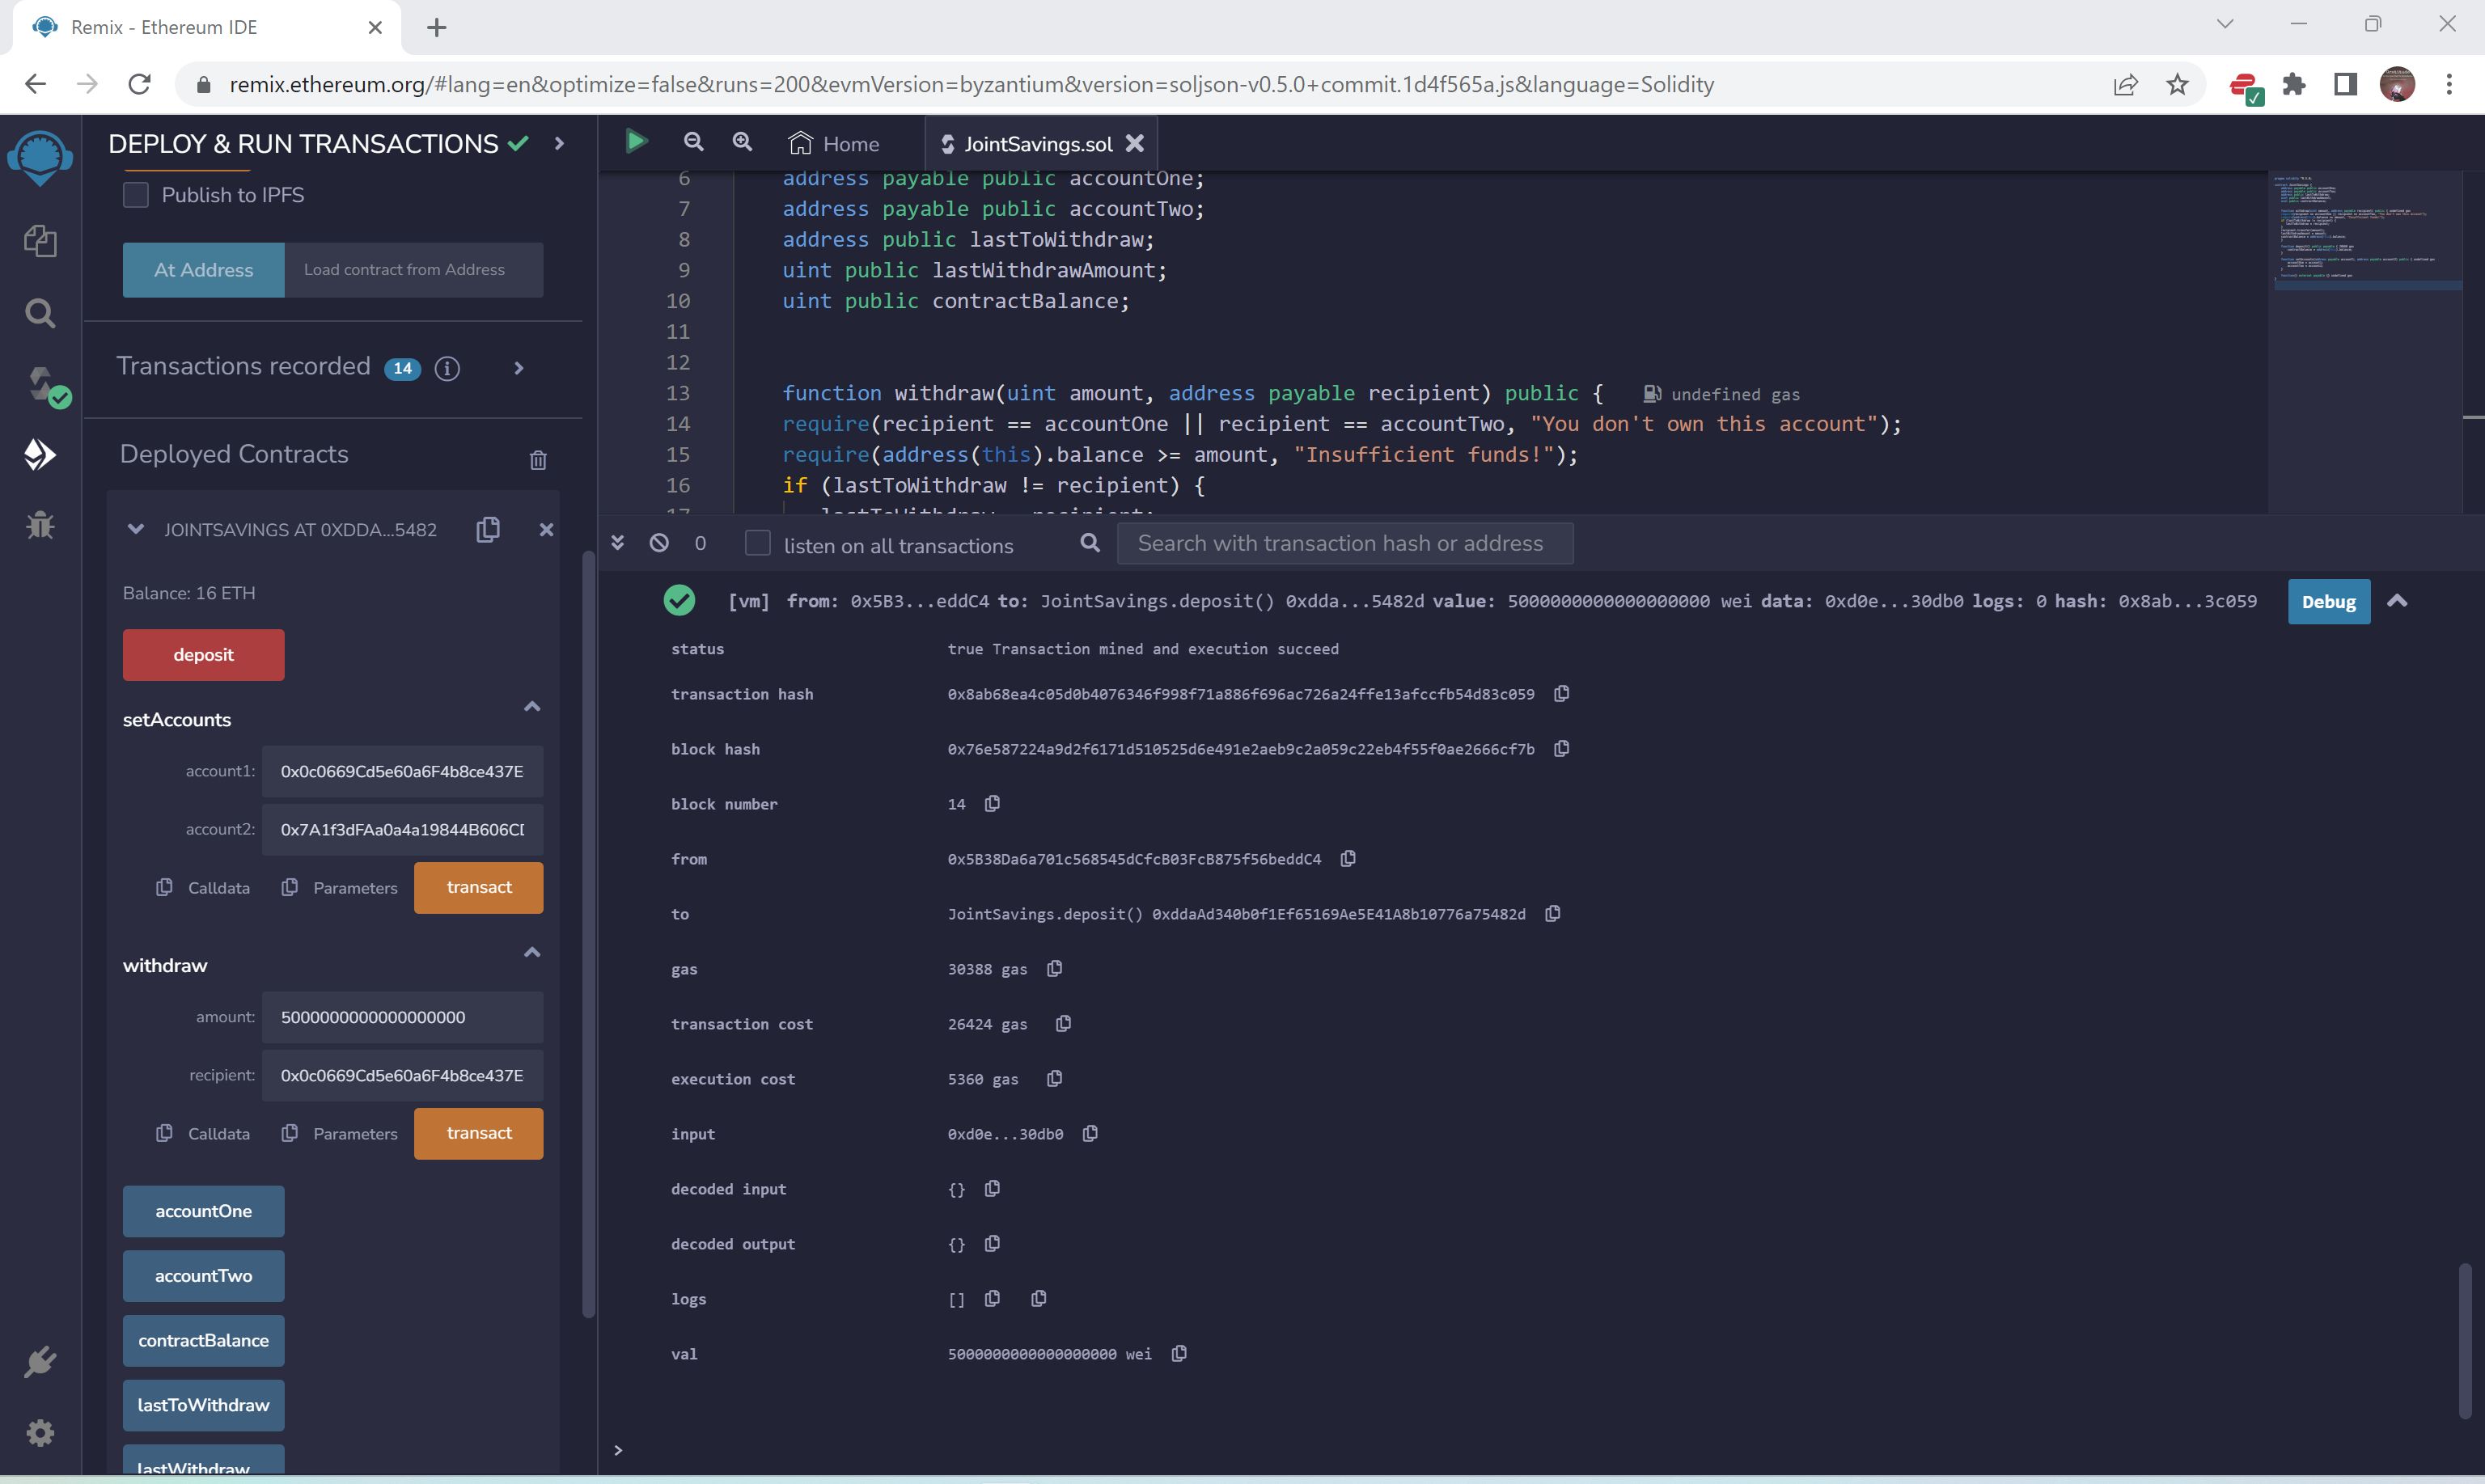 Remix - Ethereum IDE
remix.ethereum.org/#lang=en&optimize=false&runs=200&evmVersion=byzantium&version=soljson-v0.5.0+commit.1d4f565a.js&language=Solidity
DEPLOY & RUN TRANSACTIONS
Publish to IPFS
At Address
Load contract from Address
Transactions recorded 14
Deployed Contracts
JOINTSAVINGS AT 0XDDA...5482
Balance: 16 ETH
deposit
setAccounts
account1: 0x0c0669Cd5e60a6F4b8ce437E
account2: 0x7A1f3dFAa0a4a19844B606C
Calldata Parameters transact
withdraw
amount: 5000000000000000000
recipient: 0x0c0669Cd5e60a6F4b8ce437E
Calldata Parameters transact
accountOne
accountTwo
contractBalance
lastToWithdraw
lastWithdraw
Home JointSavings.sol
6 address payable public accountOne;
7 address payable public accountTwo;
8 address public lastToWithdraw;
9 uint public lastWithdrawAmount;
10 uint public contractBalance;
11
12
13 function withdraw(uint amount, address payable recipient) public { undefined gas
14 require(recipient == accountOne || recipient == accountTwo, "You don't own this account");
15 require(address(this).balance >= amount, "Insufficient funds!");
16 if (lastToWithdraw != recipient) {
17 lastToWithdraw = recipient;
0 listen on all transactions Search with transaction hash or address
[vm] from: 0x5B3...eddC4 to: JointSavings.deposit() 0xdda...5482d value: 5000000000000000000 wei data: 0xd0e...30db0 logs: 0 hash: 0x8ab...3c059 Debug
status true Transaction mined and execution succeed
transaction hash 0x8ab68ea4c05d0b4076346f998f71a886f696ac726a24ffe13afccfb54d83c059
block hash 0x76e587224a9d2f6171d510525d6e491e2aeb9c2a059c22eb4f55f0ae2666cf7b
block number 14
from 0x5B38Da6a701c568545dCfcB03FcB875f56beddC4
to JointSavings.deposit() 0xddaAd340b0f1Ef65169Ae5E41A8b10776a75482d
gas 30388 gas
transaction cost 26424 gas
execution cost 5360 gas
input 0xd0e...30db0
decoded input {}
decoded output {}
logs []
val 5000000000000000000 wei
>